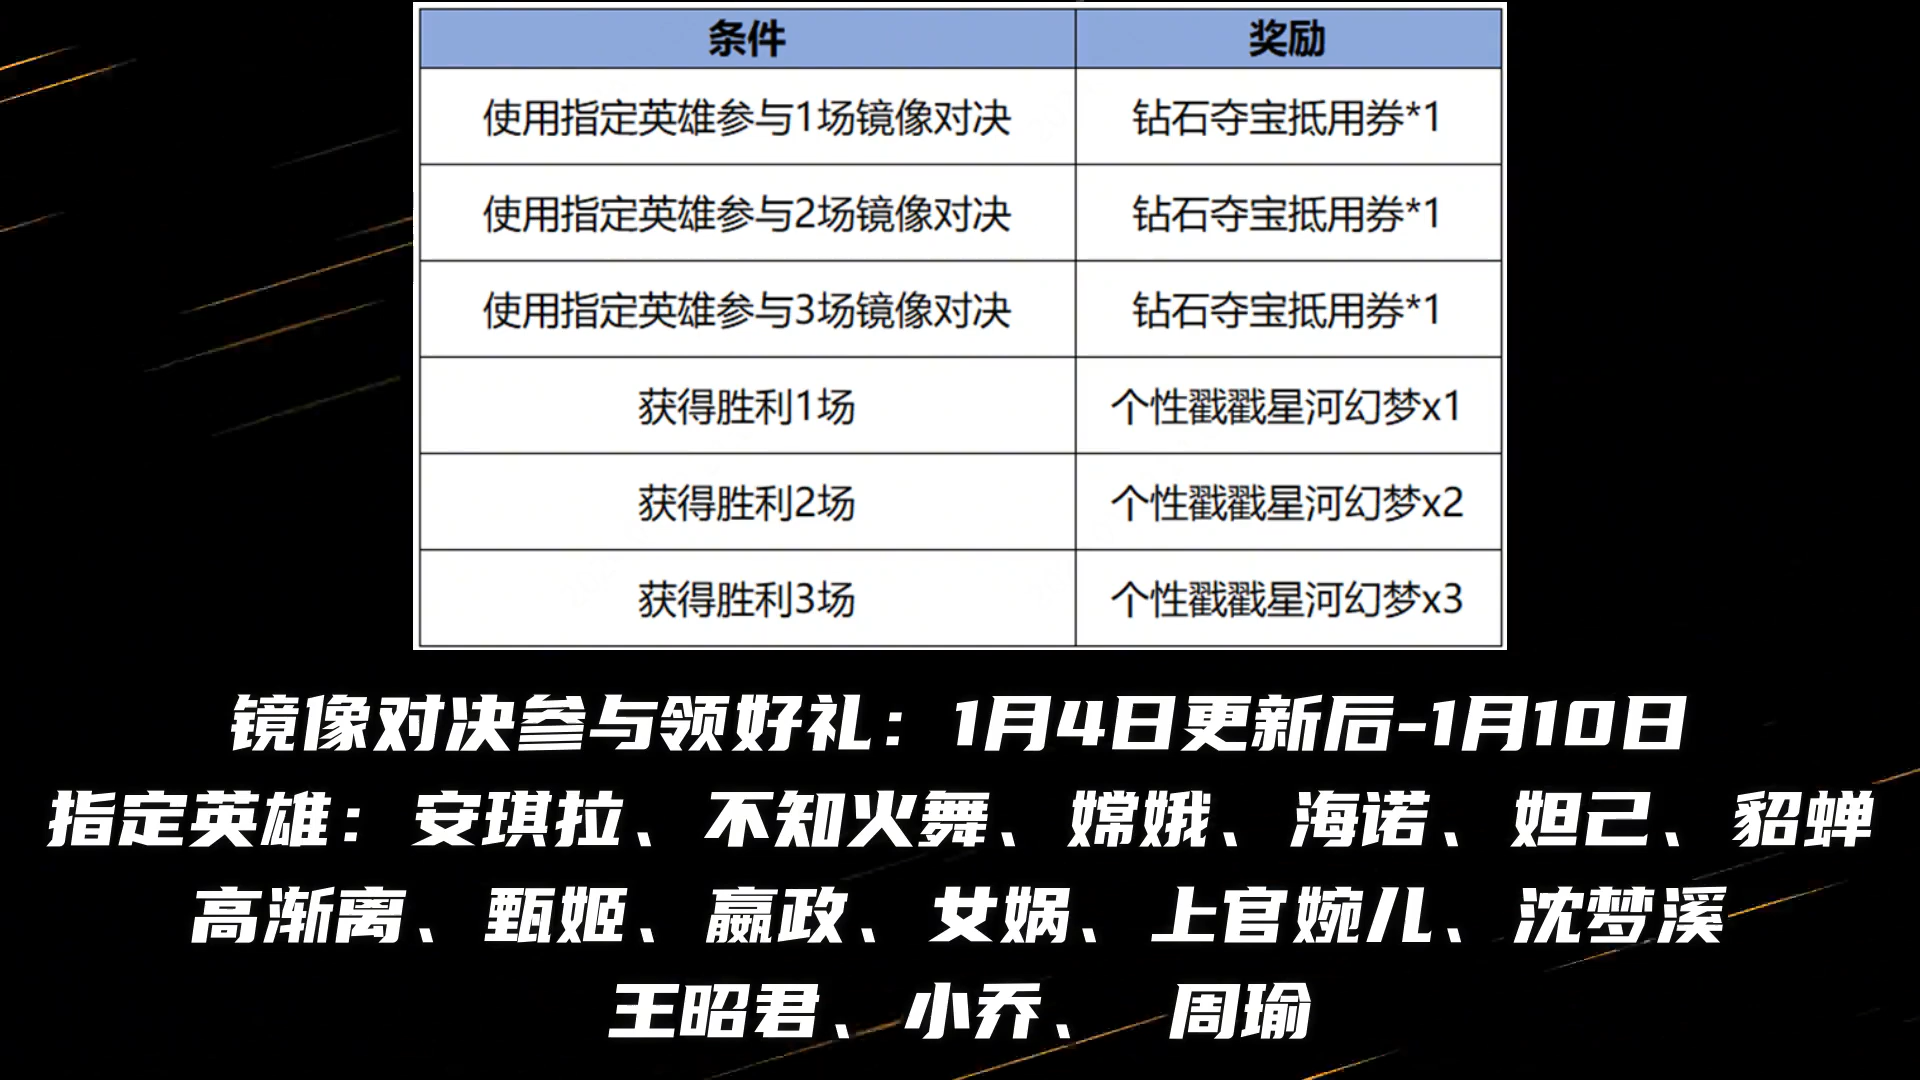 条件 奖励
使用指定英雄参与1场镜像对决 钻石夺宝抵用券*1
使用指定英雄参与2场镜像对决 钻石夺宝抵用券*1
使用指定英雄参与3场镜像对决 钻石夺宝抵用券*1
获得胜利1场 个性戳戳星河幻梦x1
获得胜利2场 个性戳戳星河幻梦x2
获得胜利3场 个性戳戳星河幻梦x3
镜像对决参与领好礼：1月4日更新后-1月10日
指定英雄：安琪拉、不知火舞、嫦娥、海诺、妲己、貂蝉
高渐离、甄姬、嬴政、女娲、上官婉儿、沈梦溪
王昭君、小乔、 周瑜